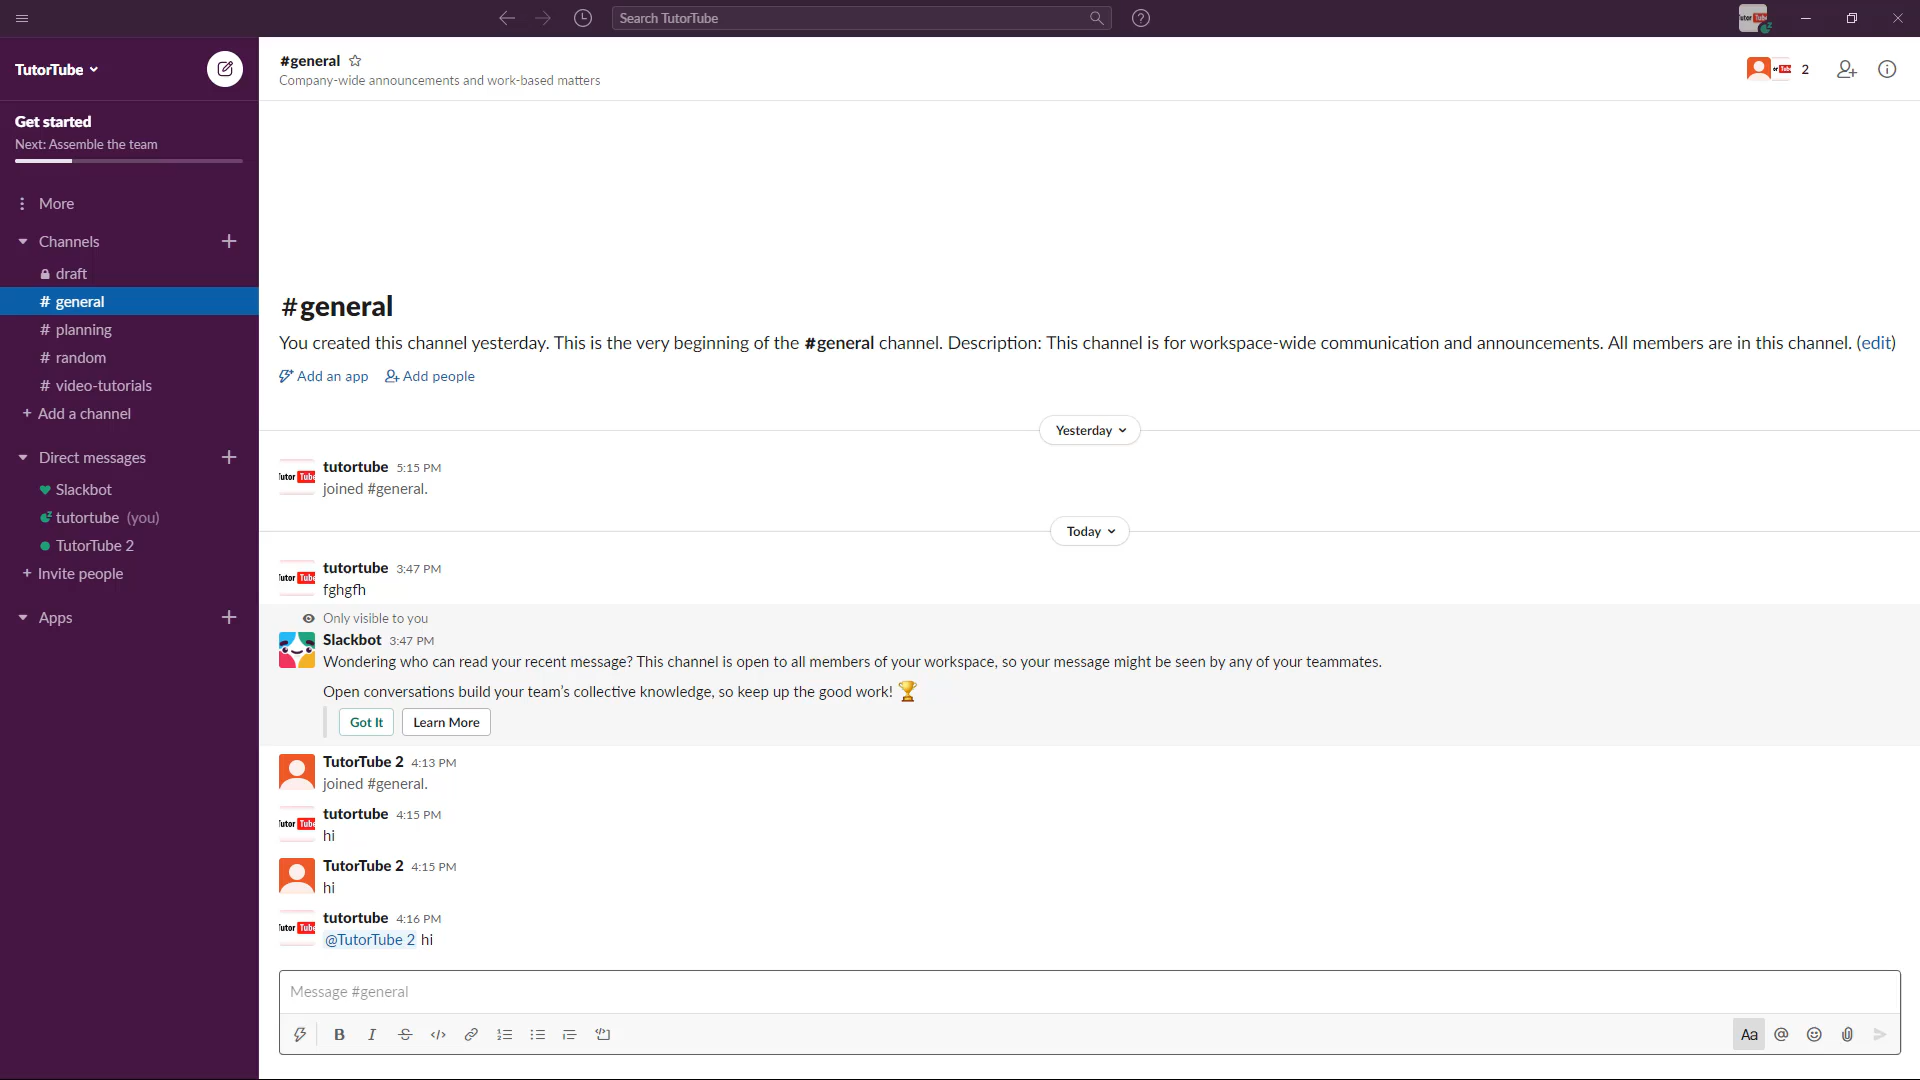 Search TutorTube
TutorTube
#general
Company-wide announcements and work-based matters
2
Get started
Next: Assemble the team
More
Channels
draft
# general
# planning
# random
# video-tutorials
+ Add a channel
Direct messages
Slackbot
tutortube (you)
TutorTube 2
+ Invite people
Apps
#general
You created this channel yesterday. This is the very beginning of the #general channel. Description: This channel is for workspace-wide communication and announcements. All members are in this channel. (edit)
Add an app Add people
Yesterday
tutortube 5:15 PM
joined #general.
Today
tutortube 3:47 PM
fghgfh
Only visible to you
Slackbot 3:47 PM
Wondering who can read your recent message? This channel is open to all members of your workspace, so your message might be seen by any of your teammates.
Open conversations build your team’s collective knowledge, so keep up the good work!
Got It Learn More
TutorTube 2 4:13 PM
joined #general.
tutortube 4:15 PM
hi
TutorTube 2 4:15 PM
hi
tutortube 4:16 PM
@TutorTube 2 hi
Message #general
B I S </> Aa @